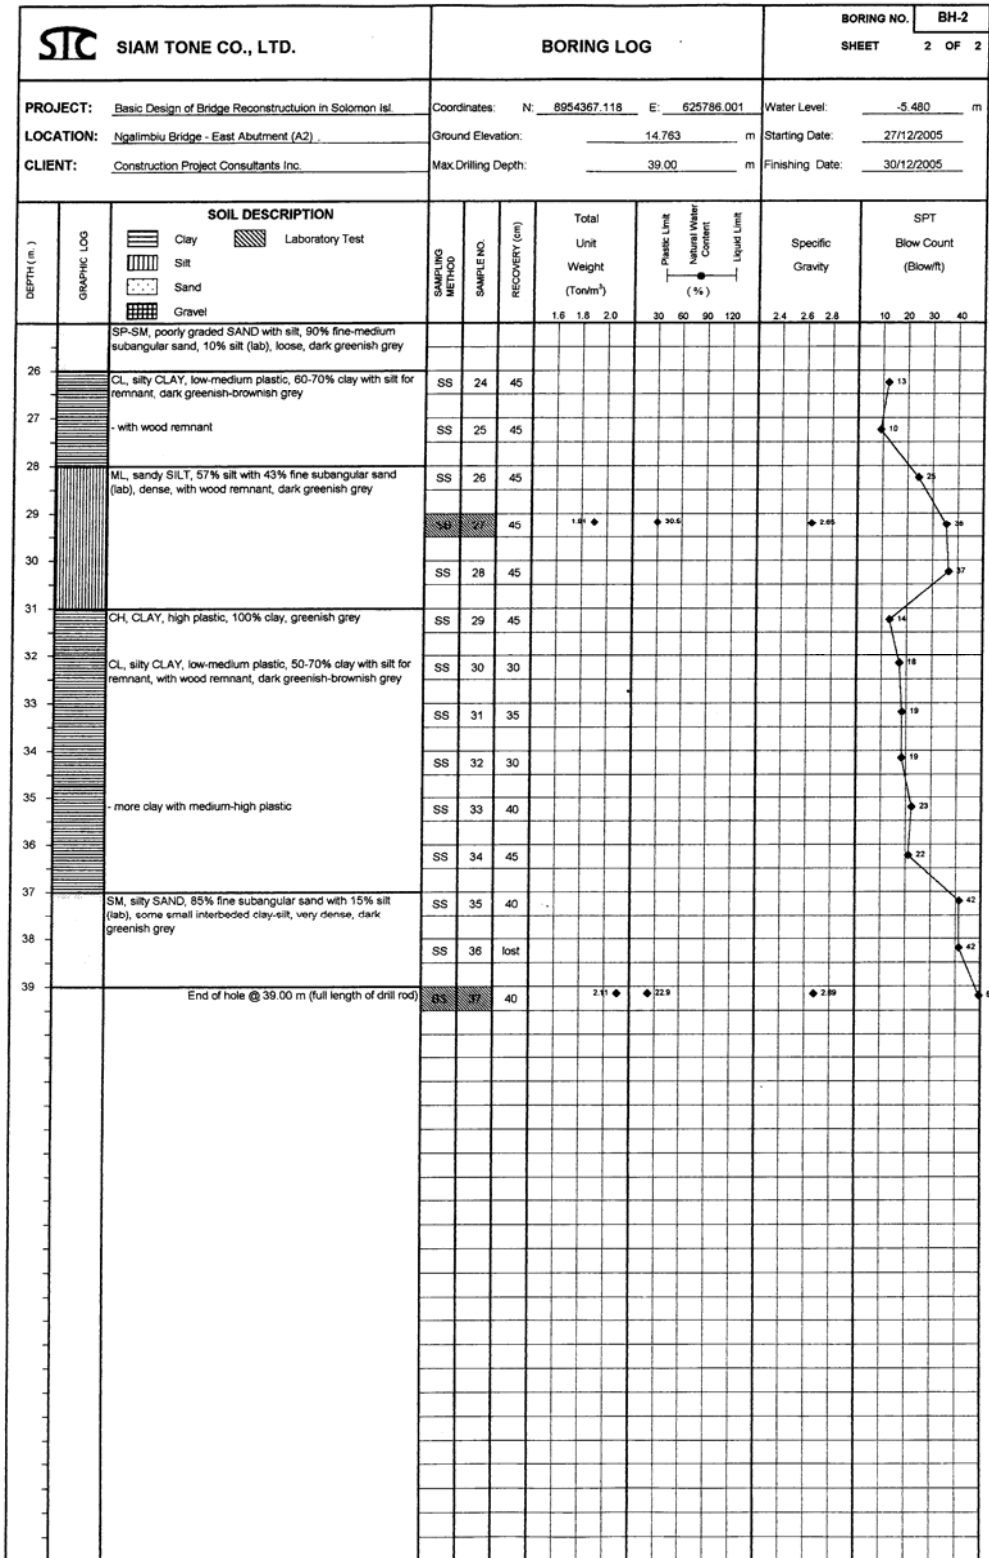 STC SIAM TONE CO., LTD.
BORING LOG
BORING NO. BH-2
SHEET 2 OF 2
PROJECT: Basic Design of Bridge Reconstructuion in Solomon Isl.
Coordinates: N: 8954367.118 E: 625786.001
Water Level: -5.480 m
LOCATION: Ngalimbiu Bridge - East Abutment (A2)
Ground Elevation: 14.763 m
Starting Date: 27/12/2005
CLIENT: Construction Project Consultants Inc.
Max.Drilling Depth: 39.00 m
Finishing Date: 30/12/2005
DEPTH (m.)
GRAPHIC LOG
SOIL DESCRIPTION
Clay
Laboratory Test
Silt
Sand
Gravel
SAMPLING METHOD
SAMPLE NO.
RECOVERY (cm)
Total
Unit
Weight
(Ton/m³)
1.6 1.8 2.0
Plastic Limit
Natural Water Content
Liquid Limit
(%)
30 60 90 120
Specific
Gravity
2.4 2.6 2.8
SPT
Blow Count
(Blow/ft)
10 20 30 40
SP-SM, poorly graded SAND with silt, 90% fine-medium
subangular sand, 10% silt (lab), loose, dark greenish grey
26
CL, silty CLAY, low-medium plastic, 60-70% clay with silt for
remnant, dark greenish-brownish grey
SS 24 45 13
27
- with wood remnant
SS 25 45 10
28
ML, sandy SILT, 57% silt with 43% fine subangular sand
(lab), dense, with wood remnant, dark greenish grey
SS 26 45 25
29
27 45 1.91 30.5 2.65 36
30
SS 28 45 37
31
CH, CLAY, high plastic, 100% clay, greenish grey
SS 29 45 14
32
CL, silty CLAY, low-medium plastic, 50-70% clay with silt for
remnant, with wood remnant, dark greenish-brownish grey
SS 30 30 18
33
SS 31 35 19
34
SS 32 30 19
35
- more clay with medium-high plastic
SS 33 40 23
36
SS 34 45 22
37
SM, silty SAND, 85% fine subangular sand with 15% silt
(lab), some small interbeded clay-silt, very dense, dark
greenish grey
SS 35 40 42
38
SS 36 lost 42
39
End of hole @ 39.00 m (full length of drill rod)
37 40 2.11 22.9 2.69